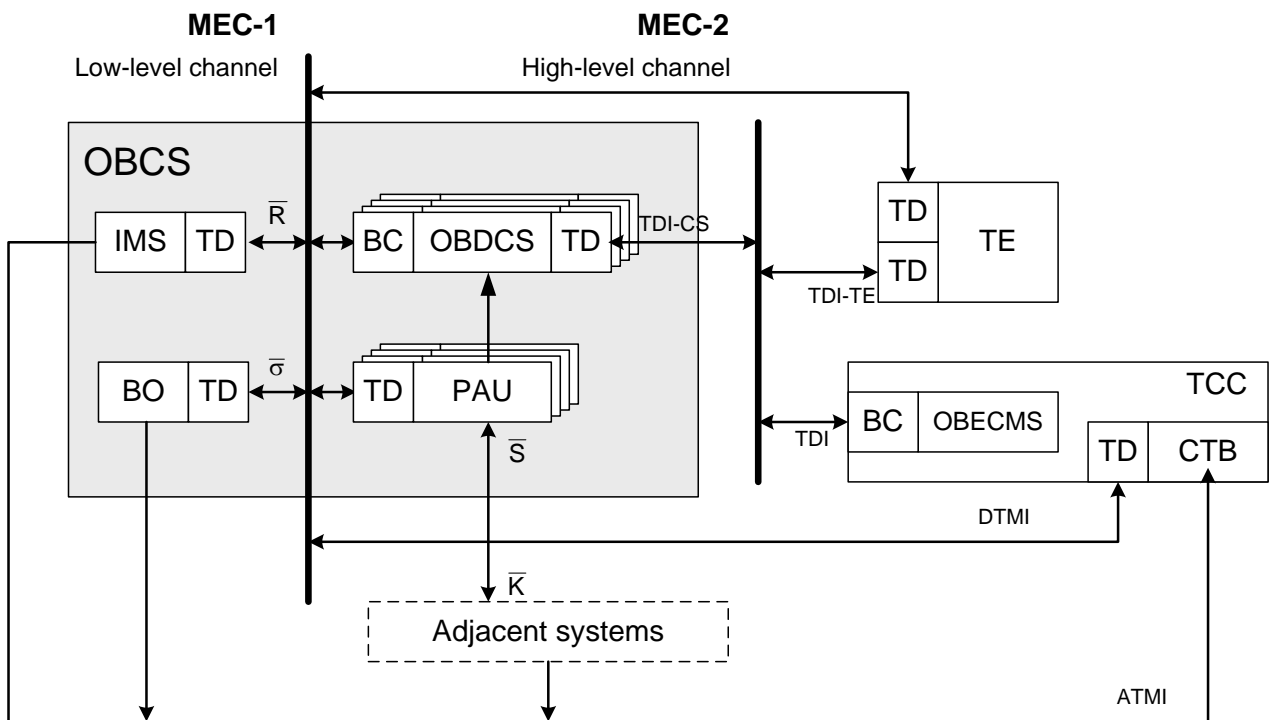 MEC-1
MEC-2
Low-level channel
High-level channel
OBCS
IMS TD
R̅
BC OBDCS TD
TDI-CS
TD
TD
TE
TDI-TE
BO TD
σ̅
TD PAU
S̅
TDI
TCC
BC OBECMS
TD CTB
DTMI
K̅
Adjacent systems
ATMI